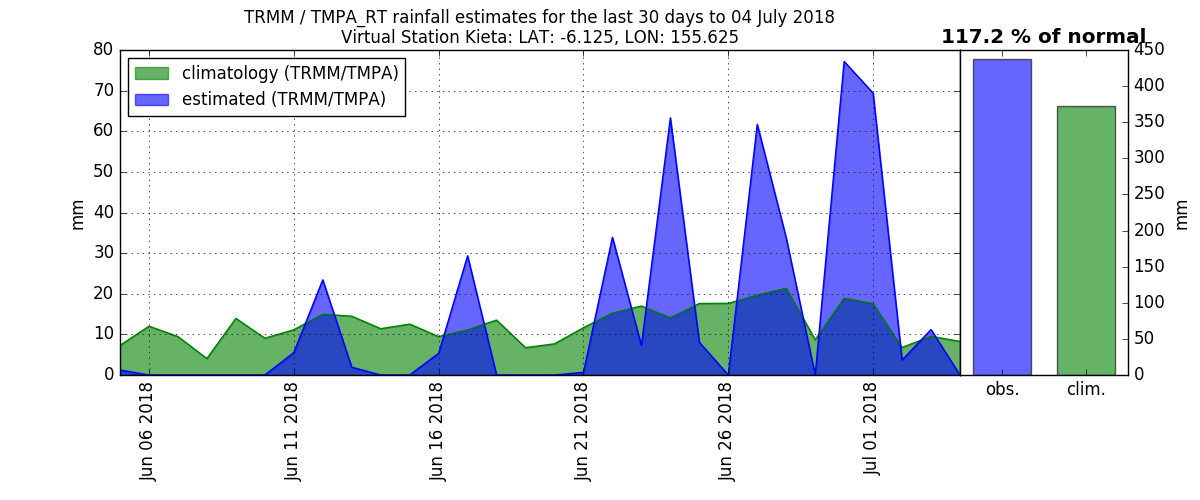 TRMM / TMPA_RT rainfall estimates for the last 30 days to 04 July 2018
Virtual Station Kieta: LAT: -6.125, LON: 155.625
117.2 % of normal
climatology (TRMM/TMPA)
estimated (TRMM/TMPA)
80
70
60
50
40
30
20
10
0
mm
Jun 06 2018
Jun 11 2018
Jun 16 2018
Jun 21 2018
Jun 26 2018
Jul 01 2018
obs.
clim.
450
400
350
300
250
200
150
100
50
0
mm